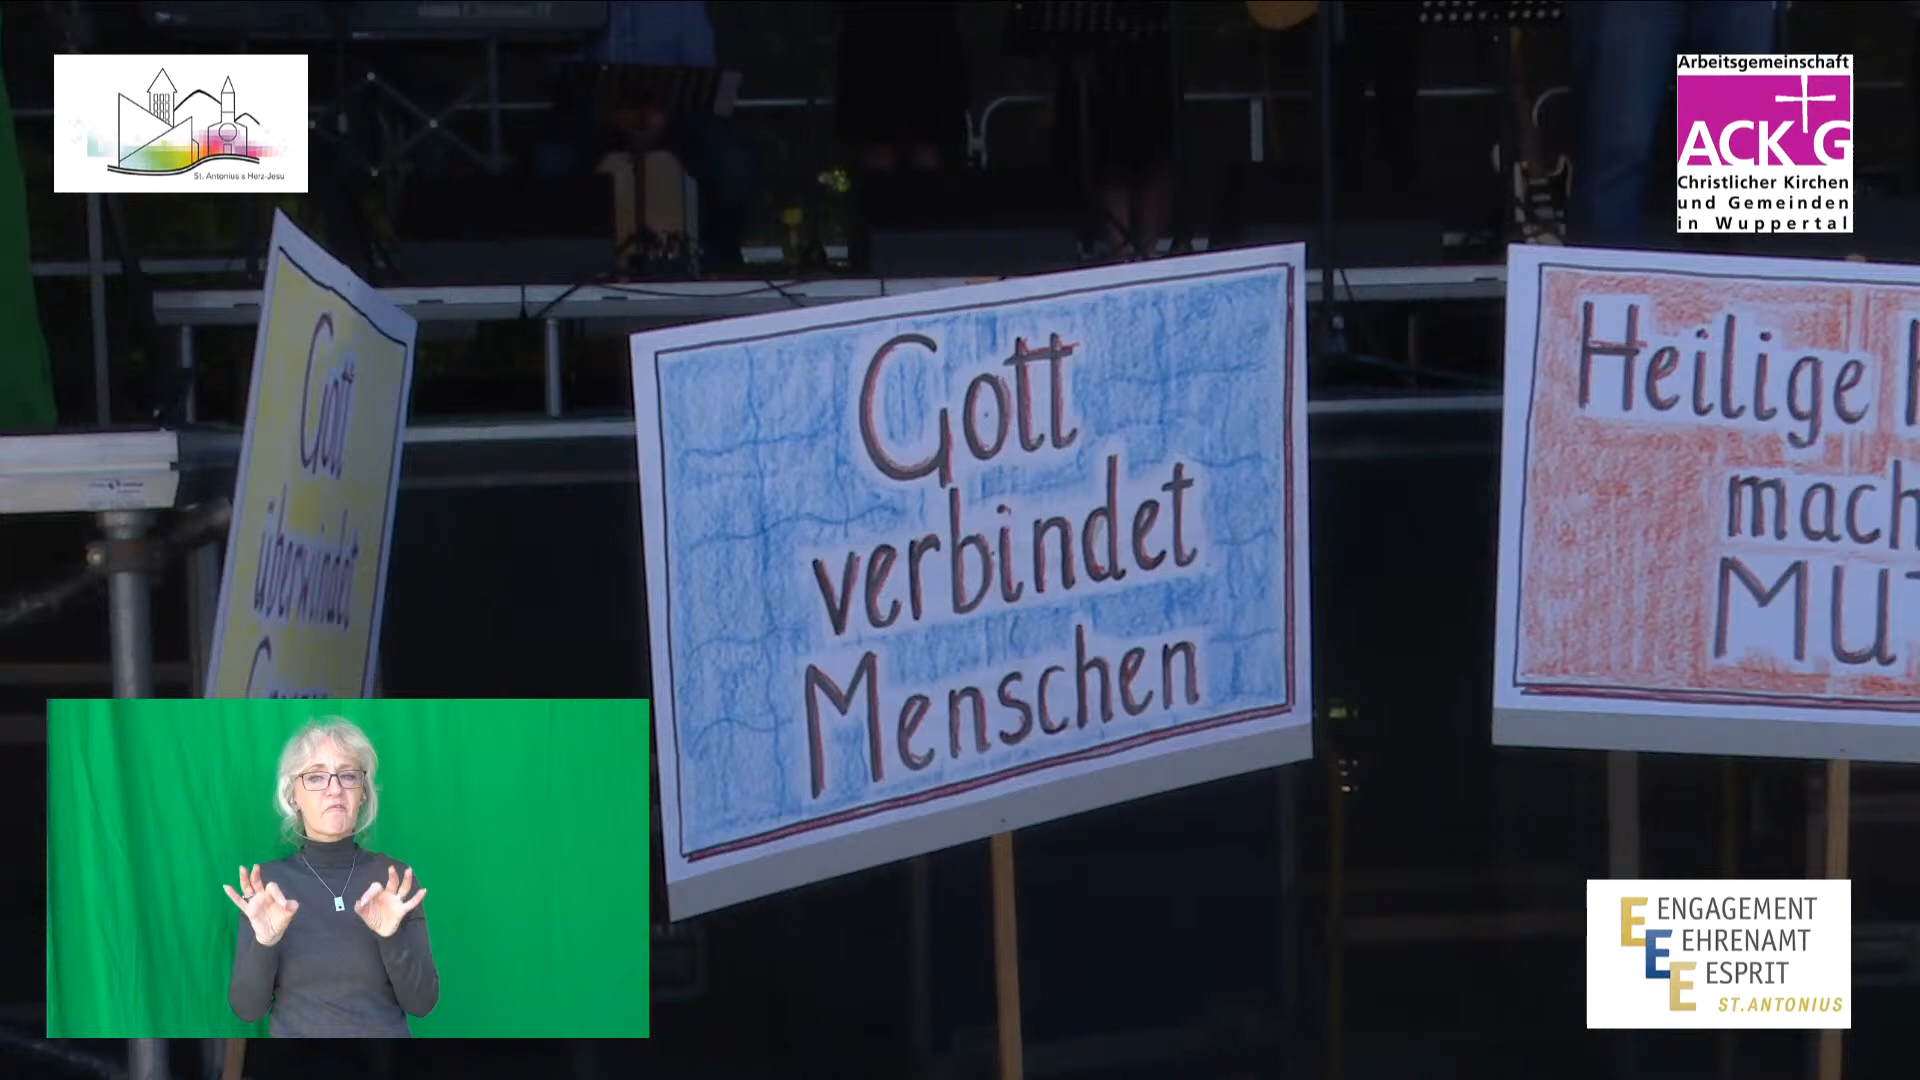 St. Antonius & Herz-Jesu
Arbeitsgemeinschaft
ACK G
Christlicher Kirchen
und Gemeinden
in Wuppertal
Gott
überwindet
Gott
verbindet
Menschen
Heilige
mach
MUT
ENGAGEMENT
EHRENAMT
ESPRIT
ST.ANTONIUS